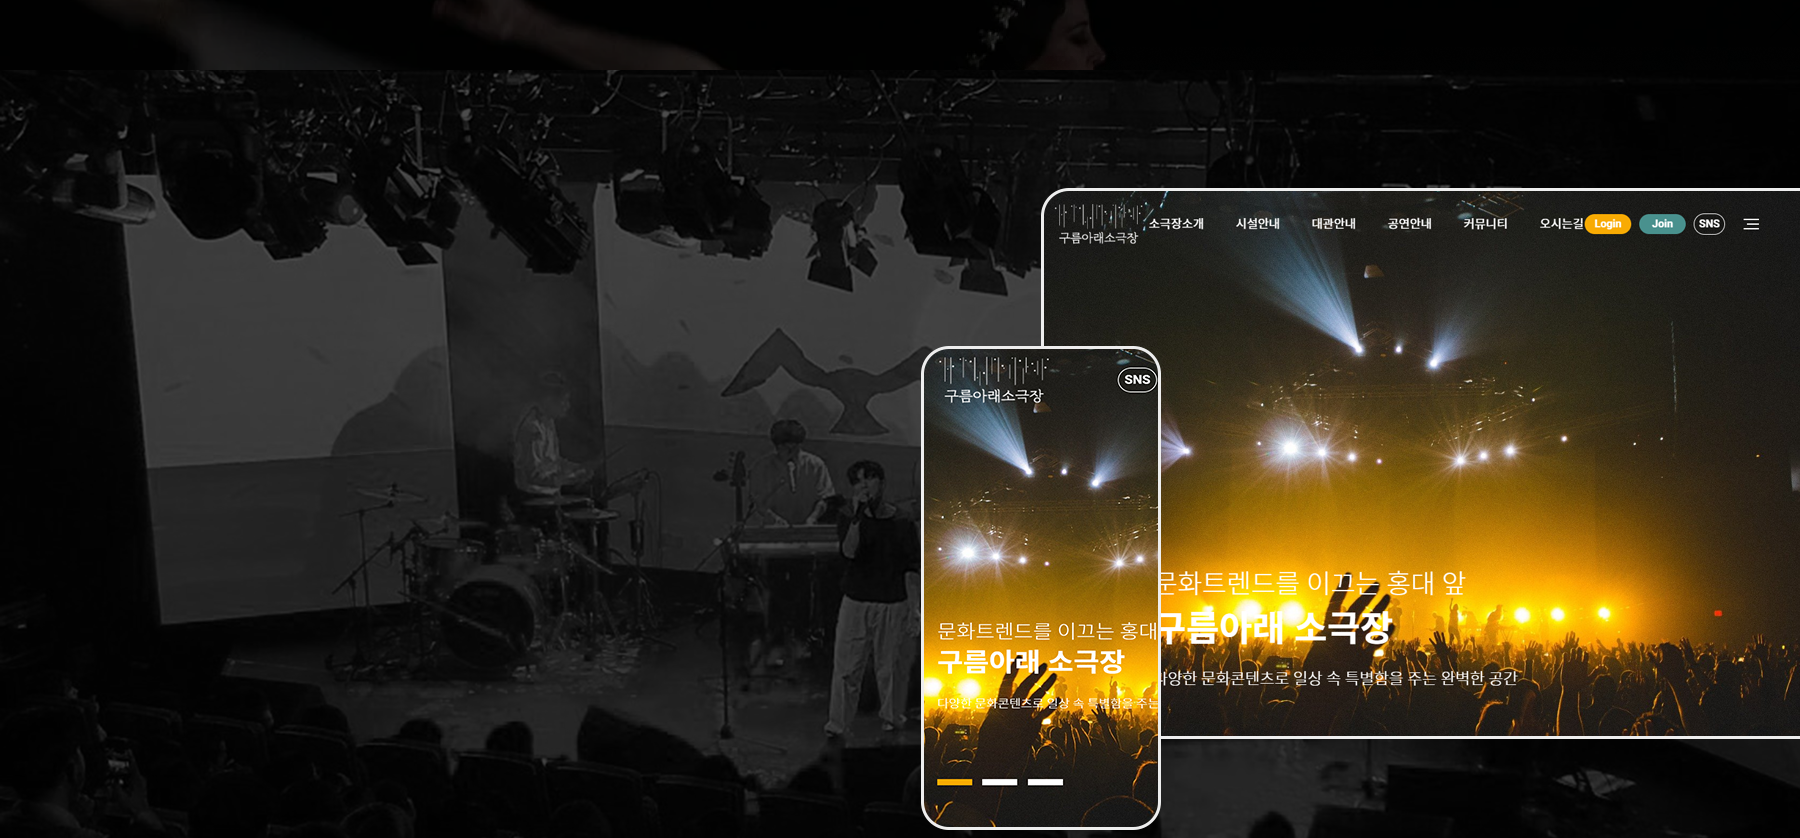 구름아래소극장
소극장소개 시설안내 대관안내 공연안내 커뮤니티 오시는길 Login Join SNS
문화트렌드를 이끄는 홍대 앞
구름아래 소극장
다양한 문화콘텐츠로 일상 속 특별함을 주는 완벽한 공간
구름아래소극장
SNS
문화트렌드를 이끄는 홍대
구름아래 소극장
다양한 문화콘텐츠로 일상 속 특별함을 주는